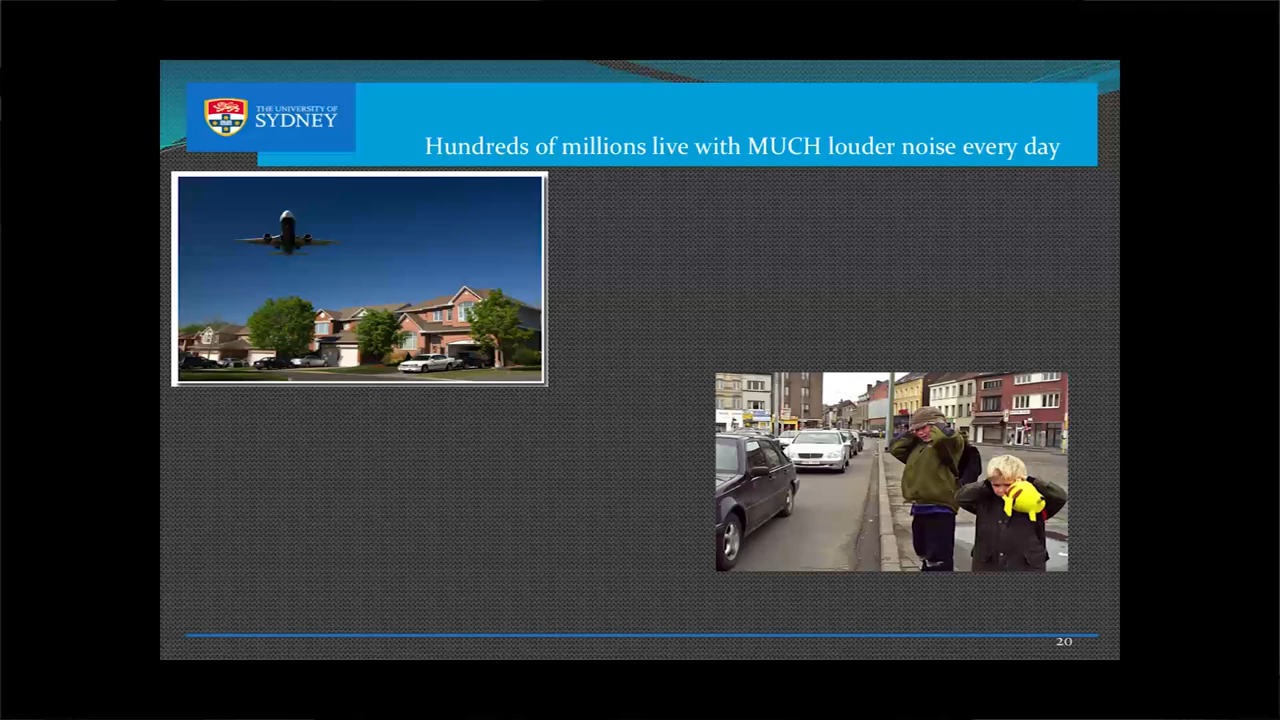 THE UNIVERSITY OF
SYDNEY
Hundreds of millions live with MUCH louder noise every day
20